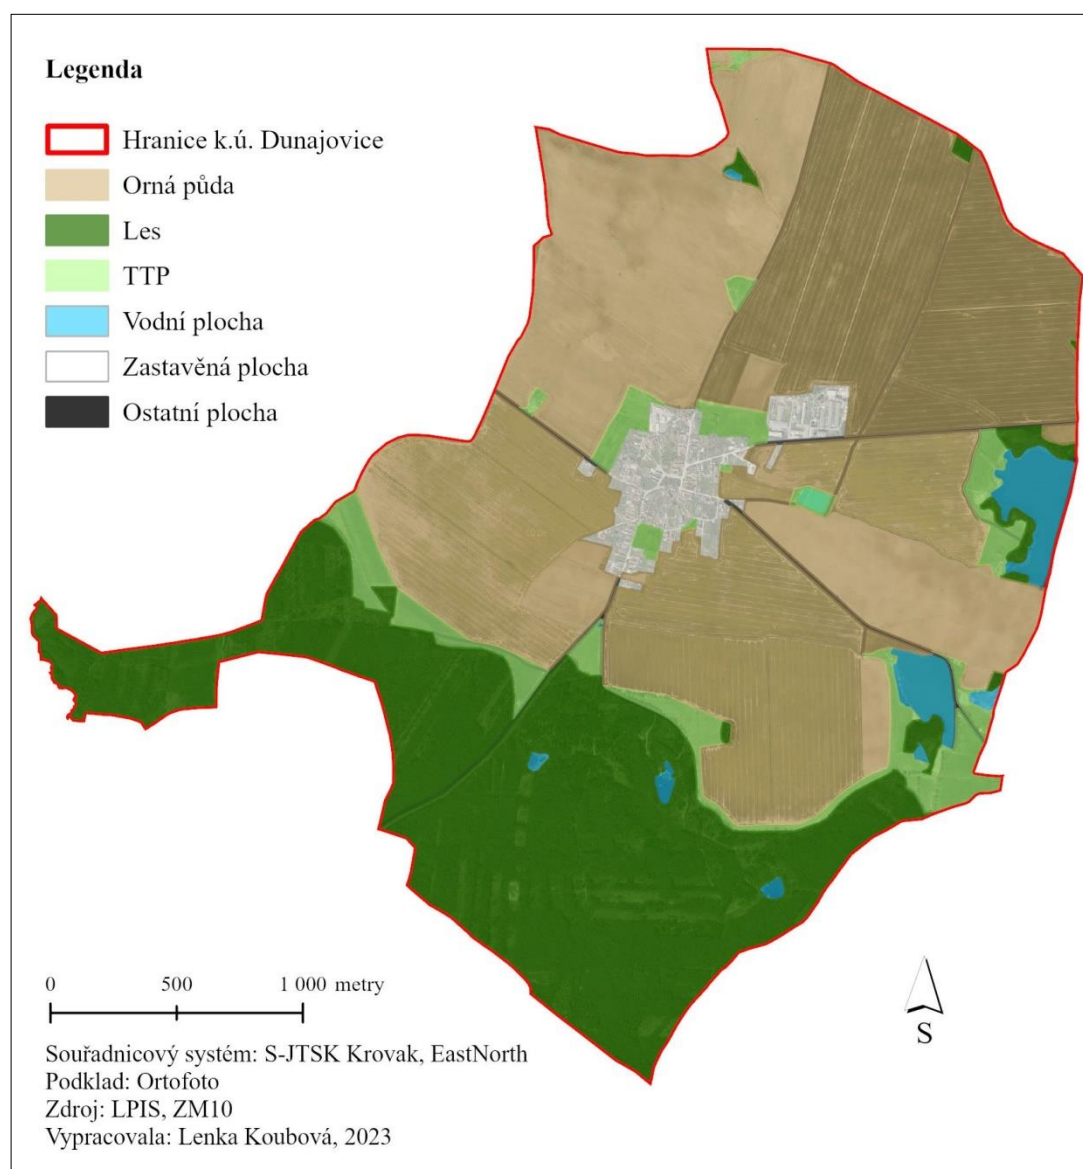 Legenda
Hranice k.ú. Dunajovice
Orná půda
Les
TTP
Vodní plocha
Zastavěná plocha
Ostatní plocha
0 500 1 000 metry
S
Souřadnicový systém: S-JTSK Krovak, EastNorth
Podklad: Ortofoto
Zdroj: LPIS, ZM10
Vypracovala: Lenka Koubová, 2023